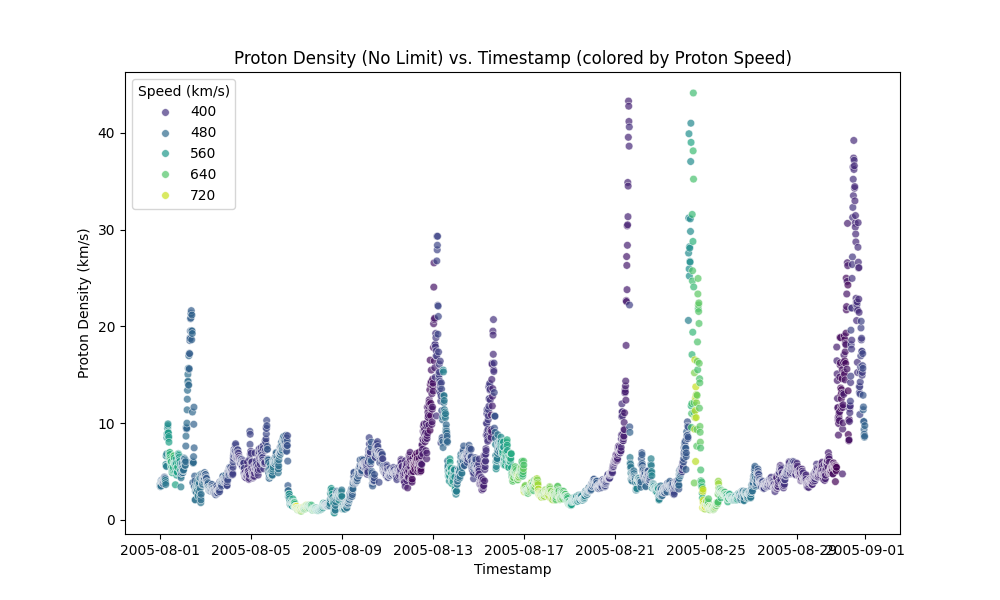 Proton Density (No Limit) vs. Timestamp (colored by Proton Speed)
Speed (km/s)
400
480
560
640
720
Proton Density (km/s)
40
30
20
10
0
2005-08-01 2005-08-05 2005-08-09 2005-08-13 2005-08-17 2005-08-21 2005-08-25 2005-08-29 2005-09-01
Timestamp